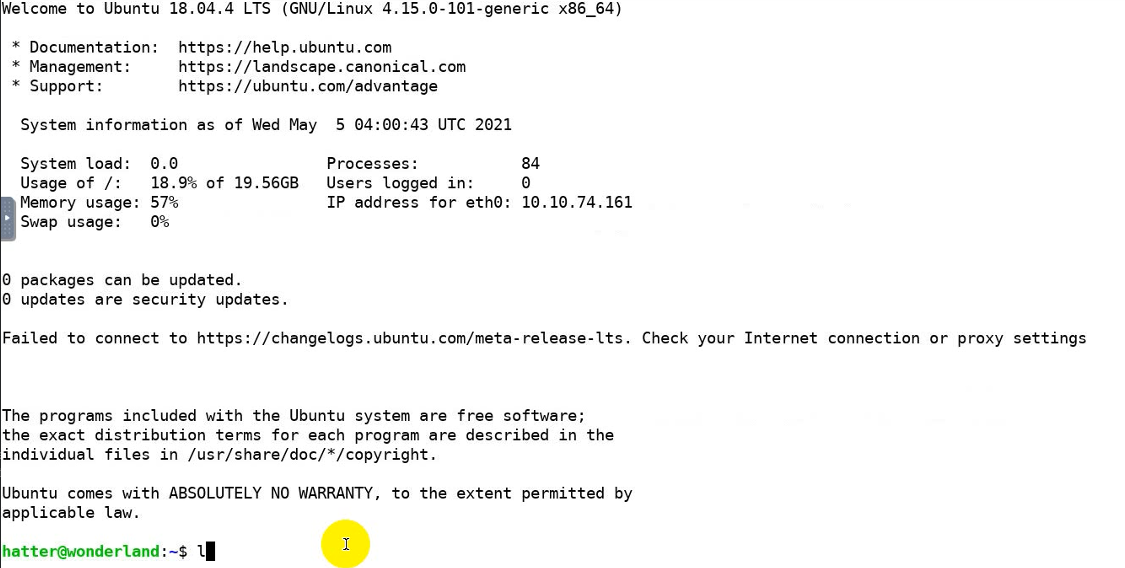 Welcome to Ubuntu 18.04.4 LTS (GNU/Linux 4.15.0-101-generic x86_64)
* Documentation:  https://help.ubuntu.com
* Management:     https://landscape.canonical.com
* Support:        https://ubuntu.com/advantage
System information as of Wed May  5 04:00:43 UTC 2021
System load:  0.0                Processes:           84
Usage of /:   18.9% of 19.56GB   Users logged in:     0
Memory usage: 57%                IP address for eth0: 10.10.74.161
Swap usage:   0%
0 packages can be updated.
0 updates are security updates.
Failed to connect to https://changelogs.ubuntu.com/meta-release-lts. Check your Internet connection or proxy settings
The programs included with the Ubuntu system are free software;
the exact distribution terms for each program are described in the
individual files in /usr/share/doc/*/copyright.
Ubuntu comes with ABSOLUTELY NO WARRANTY, to the extent permitted by
applicable law.
hatter@wonderland:~$ l